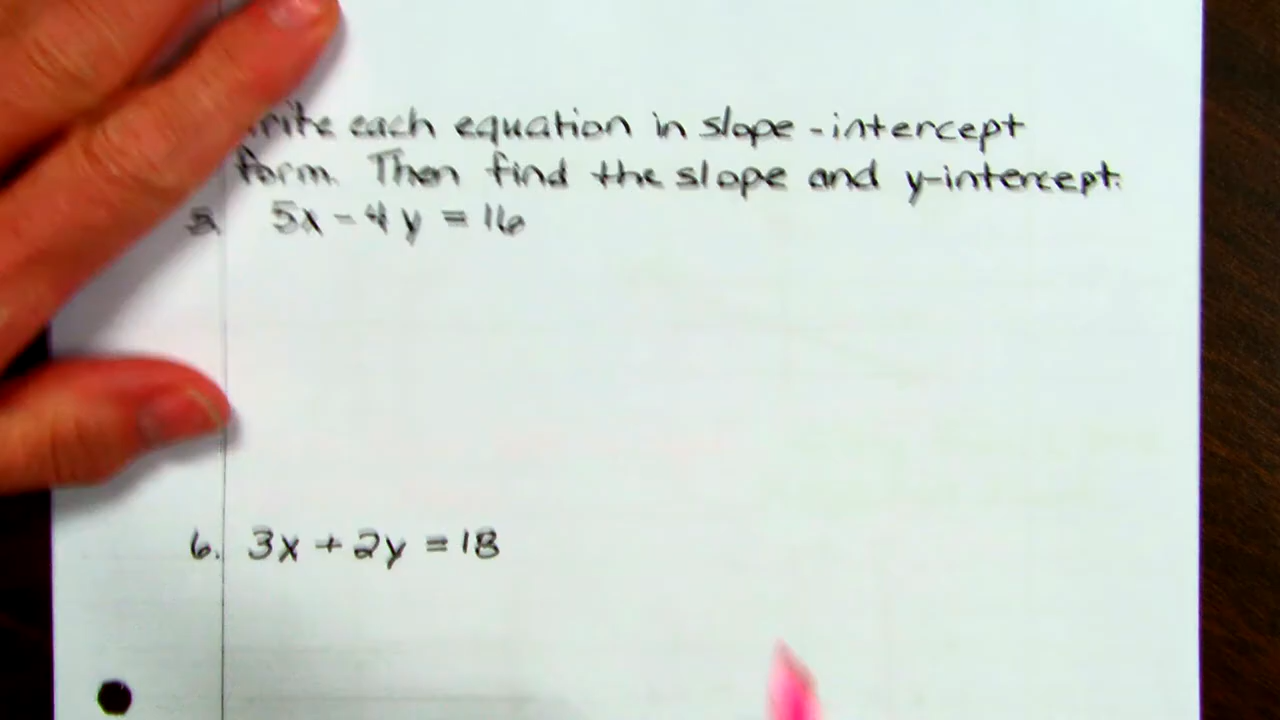 rite each equation in slope-intercept
form. Then find the slope and y-intercept.
5. 5x - 4y = 16
6. 3x + 2y = 18